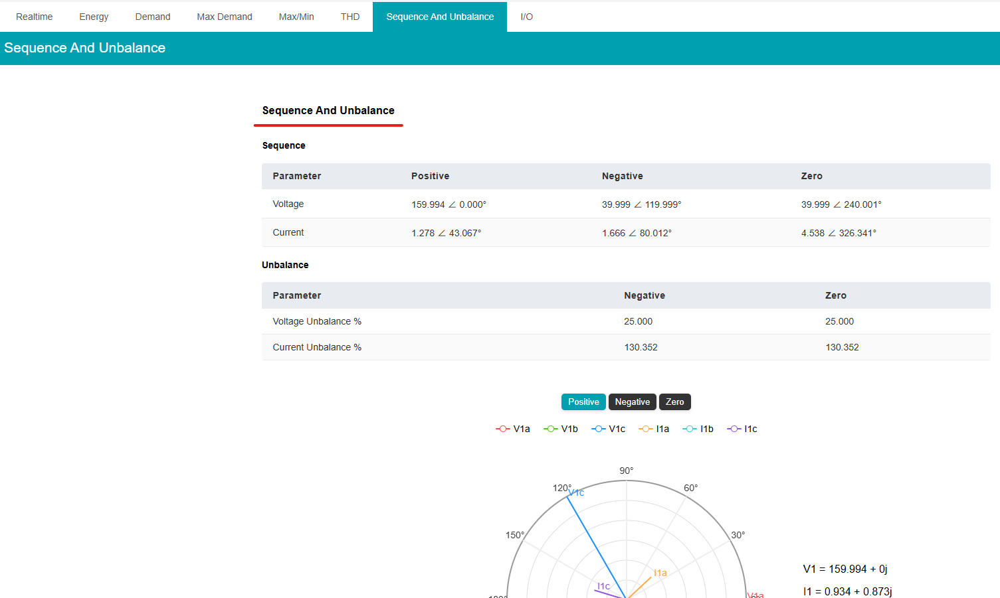 Realtime Energy Demand Max Demand Max/Min THD Sequence And Unbalance I/O
Sequence And Unbalance
Sequence And Unbalance
Sequence
Parameter Positive Negative Zero
Voltage 159.994 ∠ 0.000° 39.999 ∠ 119.999° 39.999 ∠ 240.001°
Current 1.278 ∠ 43.067° 1.666 ∠ 80.012° 4.538 ∠ 326.341°
Unbalance
Parameter Negative Zero
Voltage Unbalance % 25.000 25.000
Current Unbalance % 130.352 130.352
Positive Negative Zero
V1a V1b V1c I1a I1b I1c
90°
120° V1c 60°
150° 30°
V1 = 159.994 + 0j
I1a
I1c
I1 = 0.934 + 0.873j
V1a